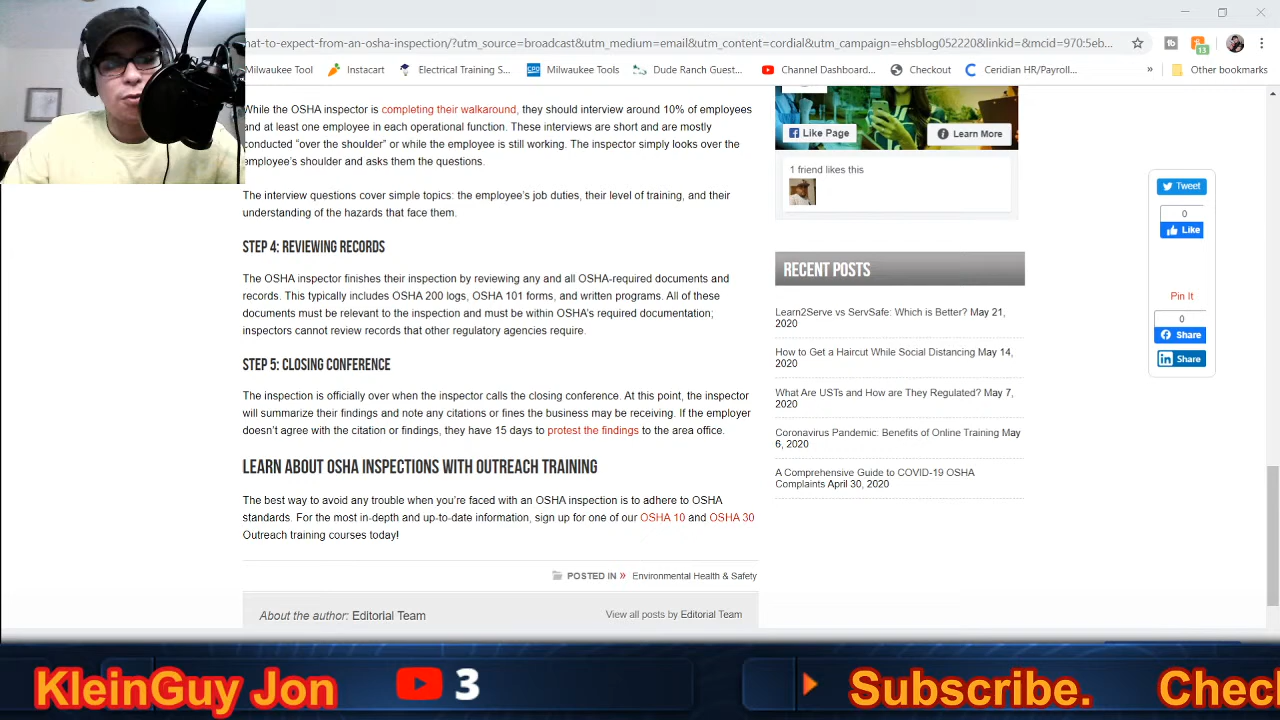 hat-to-expect-from-an-osha-inspection/?utm_source=broadcast&utm_medium=email&utm_content=cordial&utm_campaign=ehsblog052220&linkid=&mcid=970:5eb...
13
Milwaukee Tool
Instacart
Electrical Training S...
CPO
Milwaukee Tools
Dude Ranch Guest...
Channel Dashboard...
Checkout
Ceridian HR/Payroll...
»
Other bookmarks
While the OSHA inspector is completing their walkaround, they should interview around 10% of employees
and at least one employee in each operational function. These interviews are short and are mostly
conducted “over the shoulder” or while the employee is still working. The inspector simply looks over the
employee’s shoulder and asks them the questions.
The interview questions cover simple topics: the employee’s job duties, their level of training, and their
understanding of the hazards that face them.
STEP 4: REVIEWING RECORDS
The OSHA inspector finishes their inspection by reviewing any and all OSHA-required documents and
records. This typically includes OSHA 200 logs, OSHA 101 forms, and written programs. All of these
documents must be relevant to the inspection and must be within OSHA’s required documentation;
inspectors cannot review records that other regulatory agencies require.
STEP 5: CLOSING CONFERENCE
The inspection is officially over when the inspector calls the closing conference. At this point, the inspector
will summarize their findings and note any citations or fines the business may be receiving. If the employer
doesn’t agree with the citation or findings, they have 15 days to protest the findings to the area office.
LEARN ABOUT OSHA INSPECTIONS WITH OUTREACH TRAINING
The best way to avoid any trouble when you’re faced with an OSHA inspection is to adhere to OSHA
standards. For the most in-depth and up-to-date information, sign up for one of our OSHA 10 and OSHA 30
Outreach training courses today!
POSTED IN » Environmental Health & Safety
About the author: Editorial Team
View all posts by Editorial Team
Like Page
Learn More
1 friend likes this
RECENT POSTS
Learn2Serve vs ServSafe: Which is Better? May 21,
2020
How to Get a Haircut While Social Distancing May 14,
2020
What Are USTs and How are They Regulated? May 7,
2020
Coronavirus Pandemic: Benefits of Online Training May
6, 2020
A Comprehensive Guide to COVID-19 OSHA
Complaints April 30, 2020
Tweet
0
Like
Pin It
0
Share
Share
KleinGuy Jon
3
Subscribe.
Chec